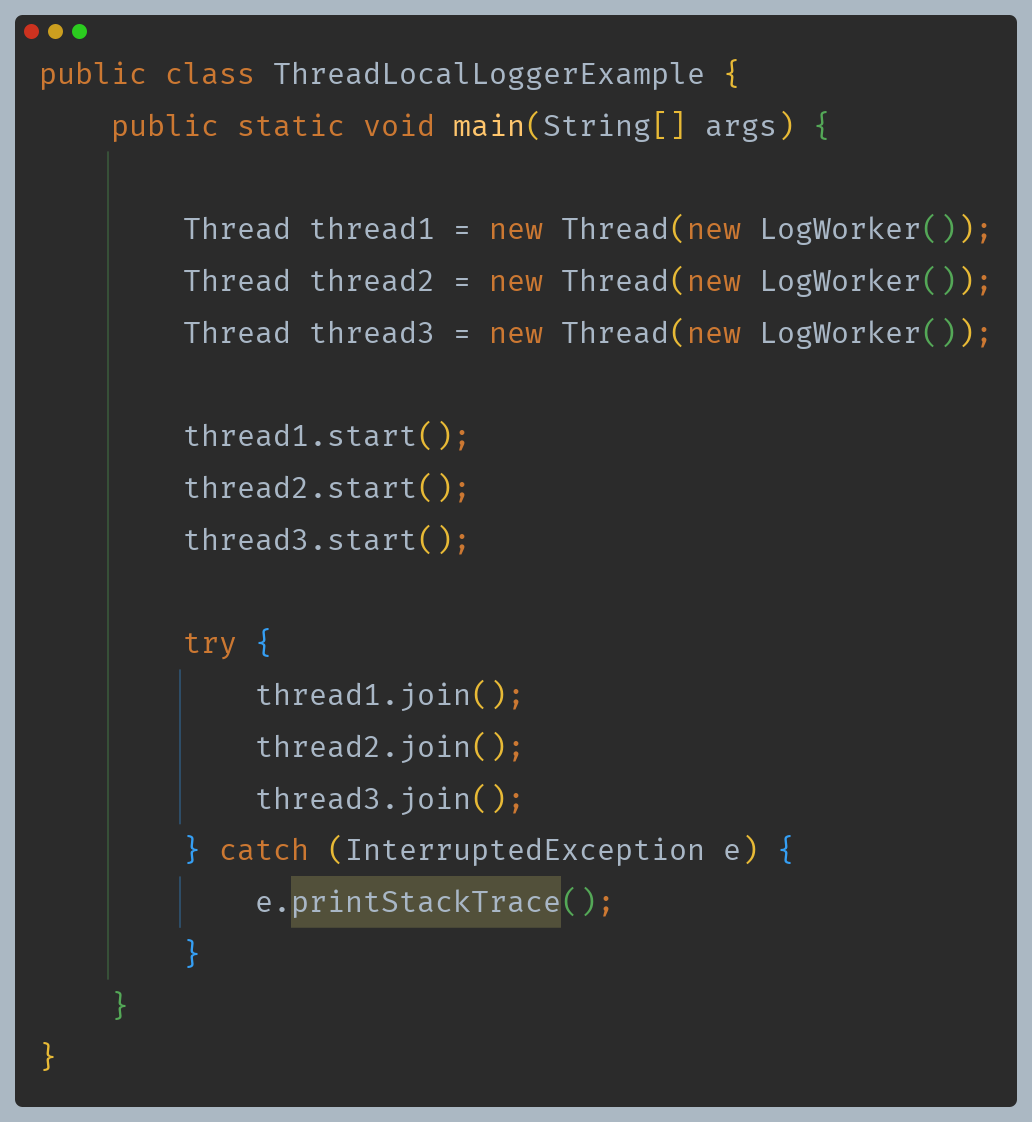 public class ThreadLocalLoggerExample {
    public static void main(String[] args) {

        Thread thread1 = new Thread(new LogWorker());
        Thread thread2 = new Thread(new LogWorker());
        Thread thread3 = new Thread(new LogWorker());

        thread1.start();
        thread2.start();
        thread3.start();

        try {
            thread1.join();
            thread2.join();
            thread3.join();
        } catch (InterruptedException e) {
            e.printStackTrace();
        }
    }
}